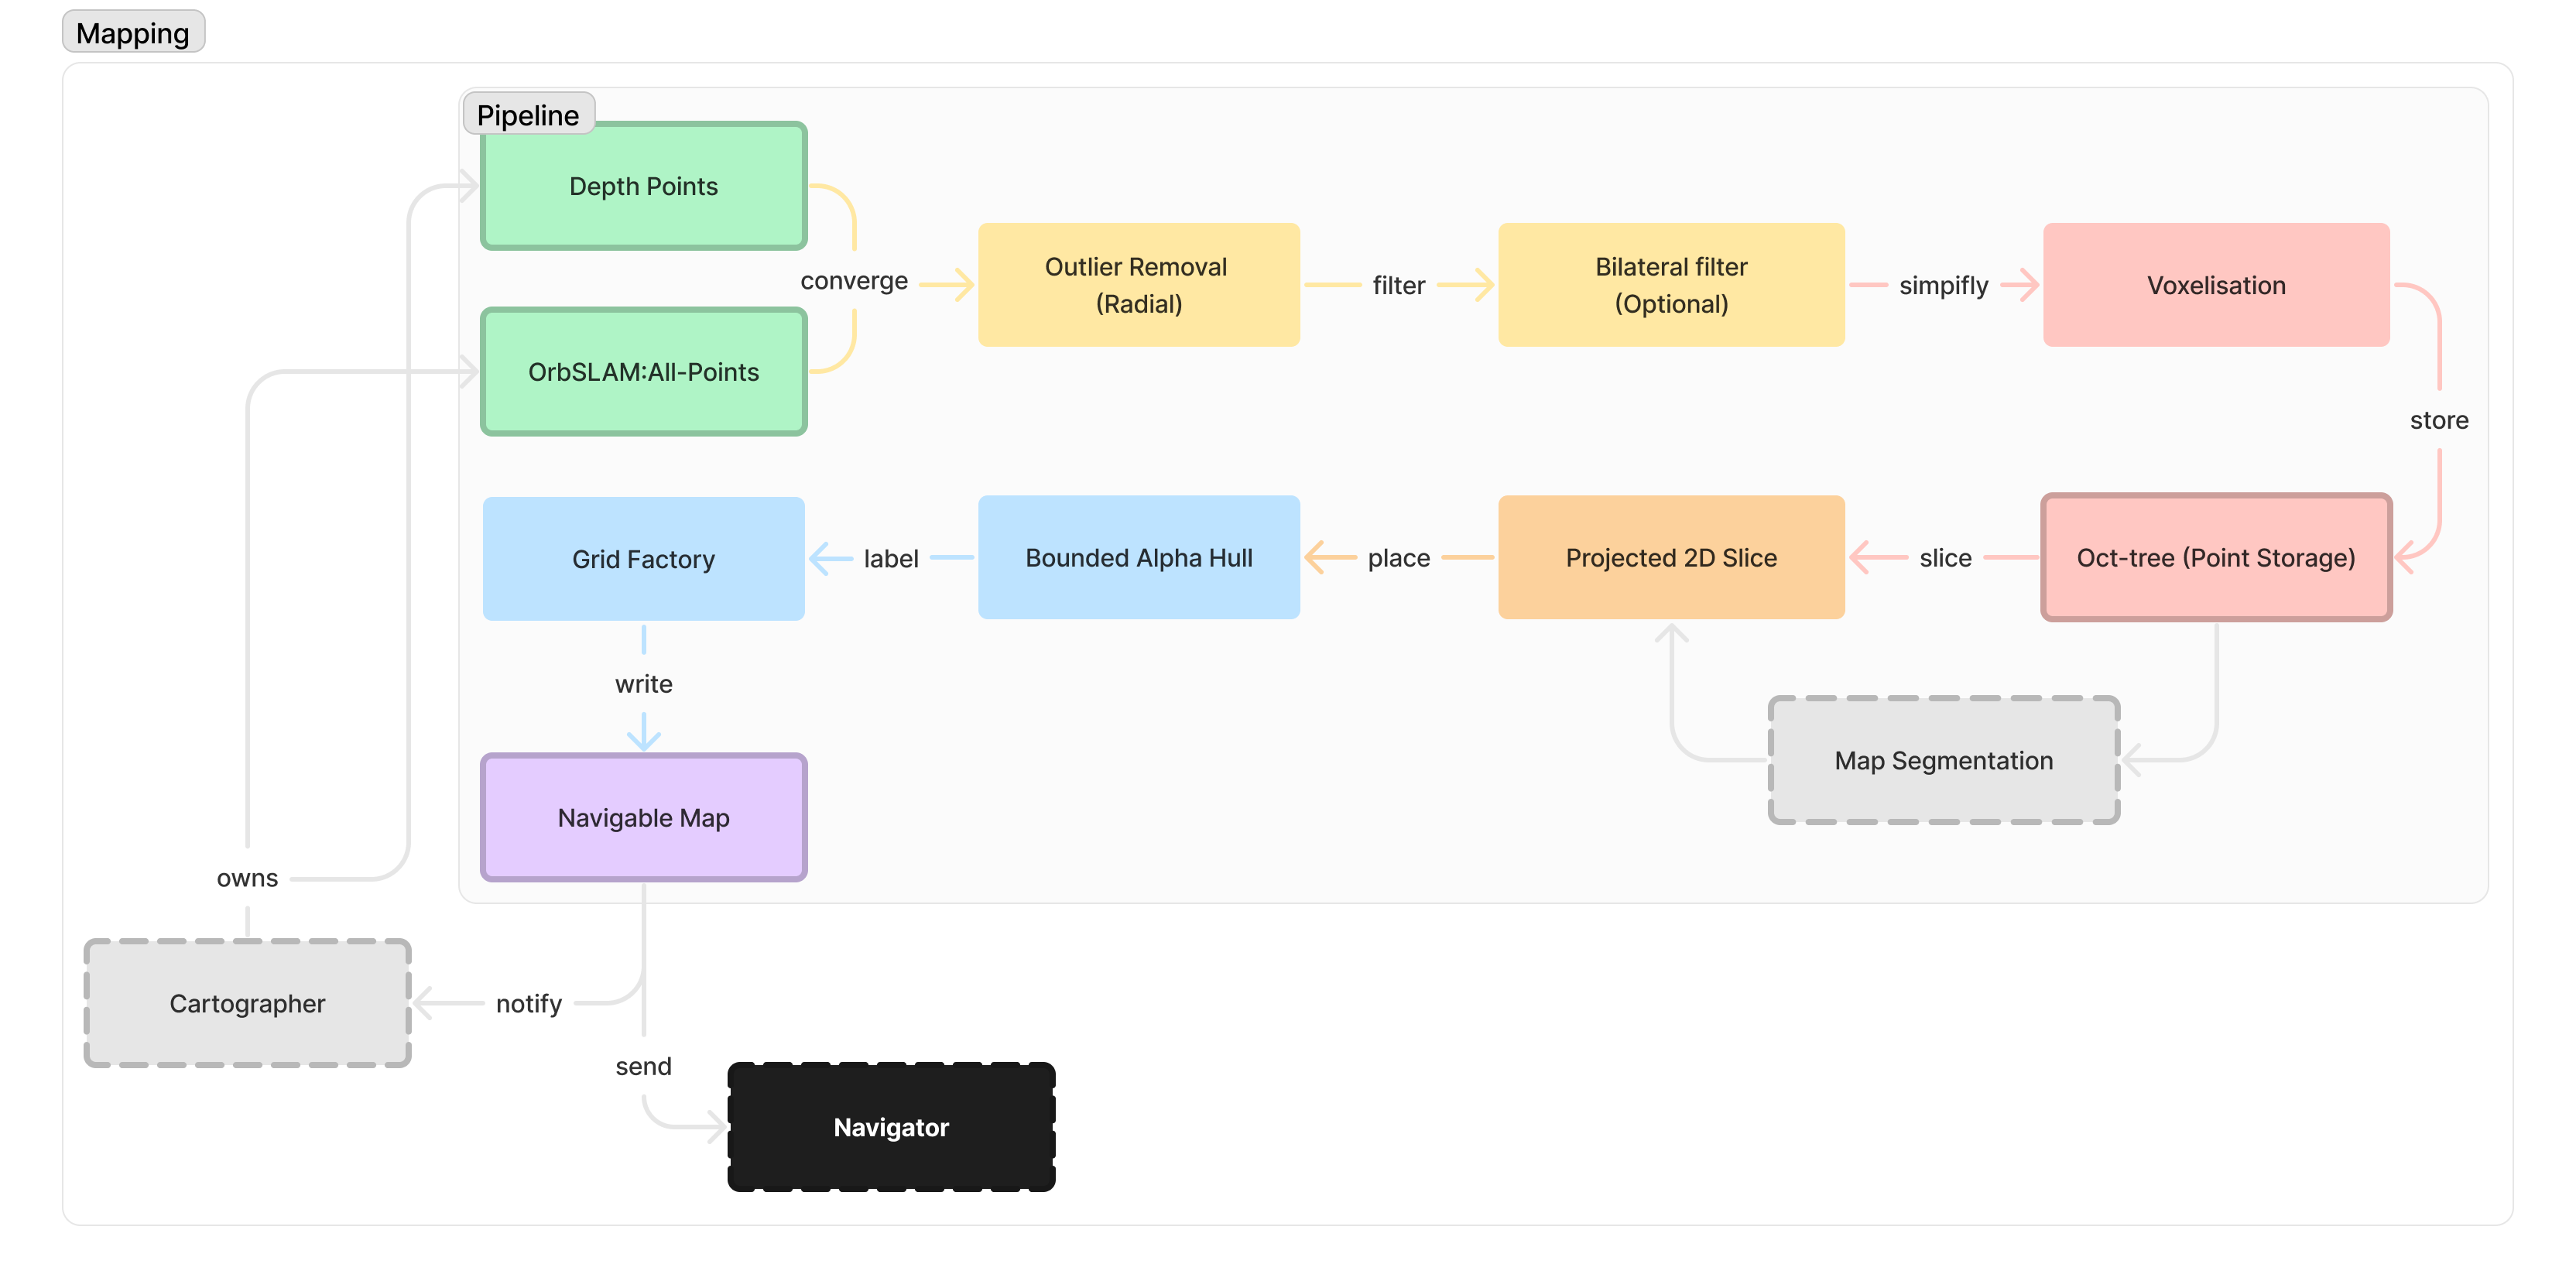 Mapping
Pipeline
Depth Points
converge
OrbSLAM:All-Points
Outlier Removal
(Radial)
filter
Bilateral filter
(Optional)
simpifly
Voxelisation
store
Oct-tree (Point Storage)
slice
Projected 2D Slice
place
Bounded Alpha Hull
label
Grid Factory
write
Map Segmentation
Navigable Map
owns
Cartographer
notify
send
Navigator